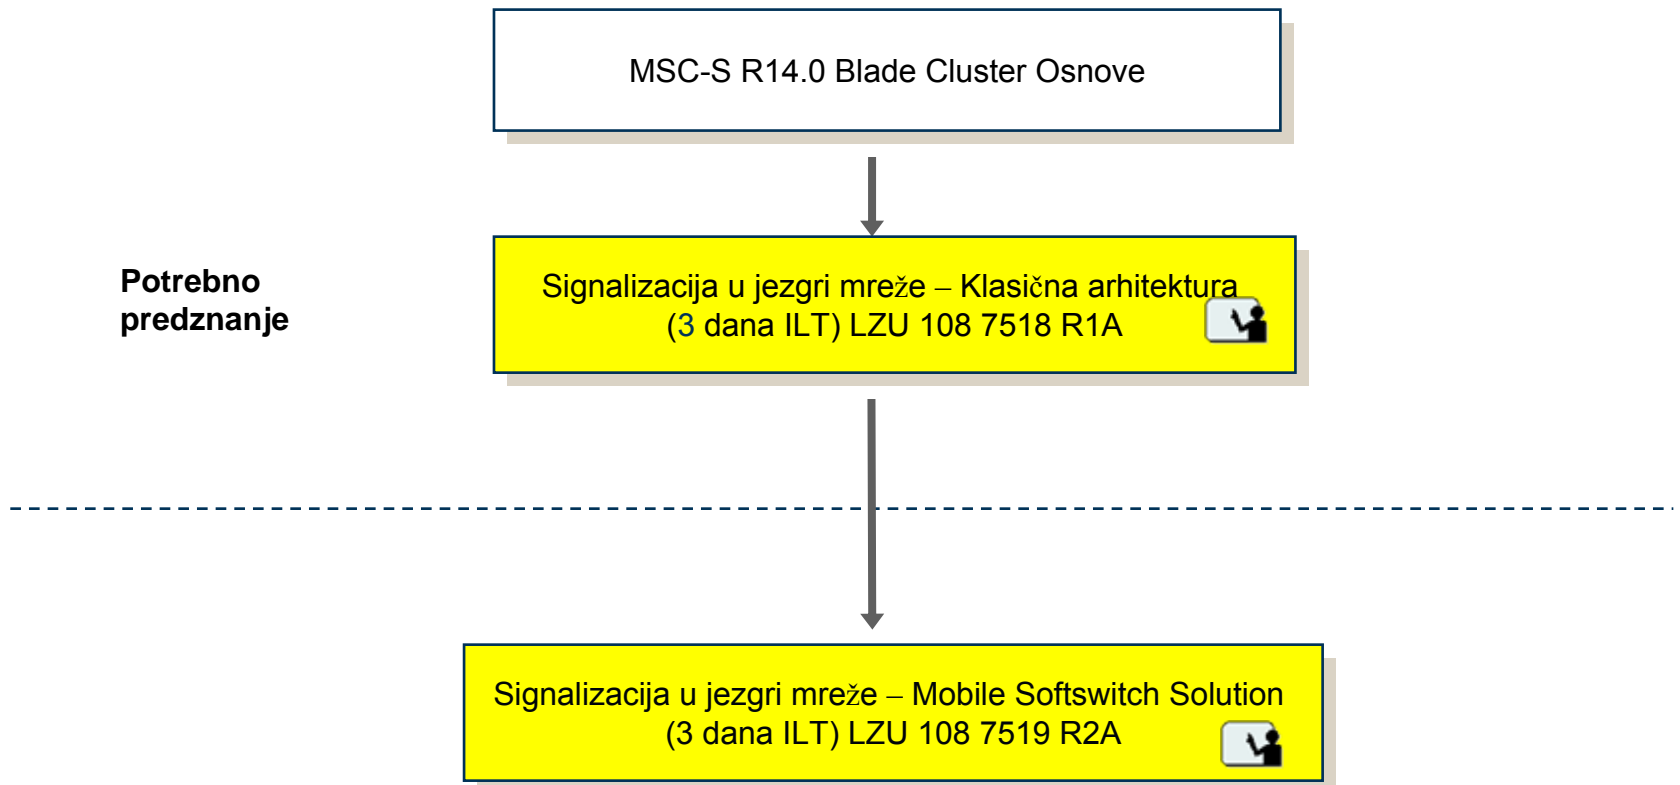 MSC-S R14.0 Blade Cluster Osnove
Potrebno
predznanje
Signalizacija u jezgri mreže – Klasična arhitektura
(3 dana ILT) LZU 108 7518 R1A
Signalizacija u jezgri mreže – Mobile Softswitch Solution
(3 dana ILT) LZU 108 7519 R2A